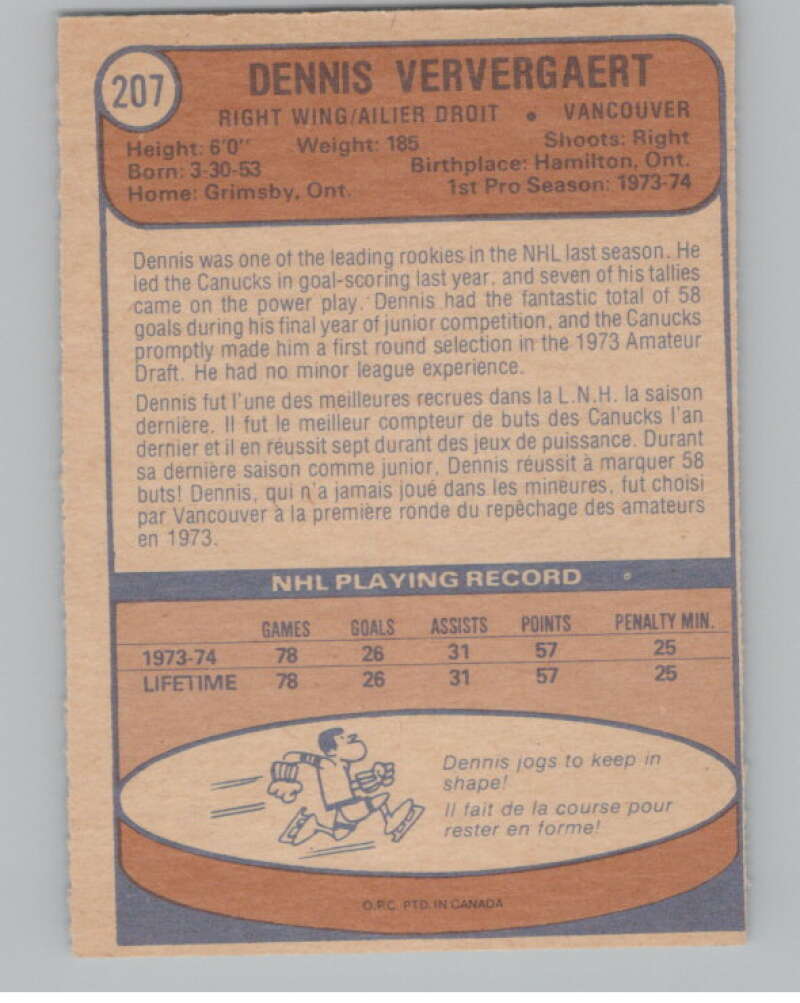 207
DENNIS VERVERGAERT
RIGHT WING/AILIER DROIT • VANCOUVER
Height: 6'0" Weight: 185 Shoots: Right
Born: 3-30-53 Birthplace: Hamilton, Ont.
Home: Grimsby, Ont. 1st Pro Season: 1973-74
Dennis was one of the leading rookies in the NHL last season. He
led the Canucks in goal-scoring last year, and seven of his tallies
came on the power play. Dennis had the fantastic total of 58
goals during his final year of junior competition, and the Canucks
promptly made him a first round selection in the 1973 Amateur
Draft. He had no minor league experience.
Dennis fut l'une des meilleures recrues dans la L.N.H. la saison
dernière. Il fut le meilleur compteur de buts des Canucks l'an
dernier et il en réussit sept durant des jeux de puissance. Durant
sa dernière saison comme junior, Dennis réussit à marquer 58
buts! Dennis, qui n'a jamais joué dans les mineures, fut choisi
par Vancouver à la première ronde du repêchage des amateurs
en 1973.
NHL PLAYING RECORD
GAMES GOALS ASSISTS POINTS PENALTY MIN.
1973-74 78 26 31 57 25
LIFETIME 78 26 31 57 25
Dennis jogs to keep in
shape!
Il fait de la course pour
rester en forme!
O.P.C. PTD. IN CANADA